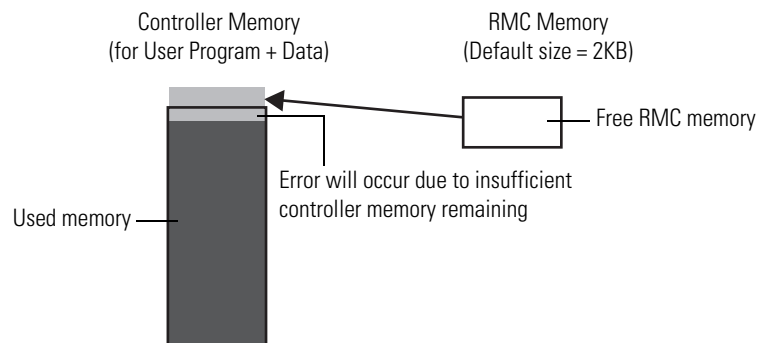 Controller Memory
(for User Program + Data)
RMC Memory
(Default size = 2KB)
Free RMC memory
Error will occur due to insufficient
controller memory remaining
Used memory